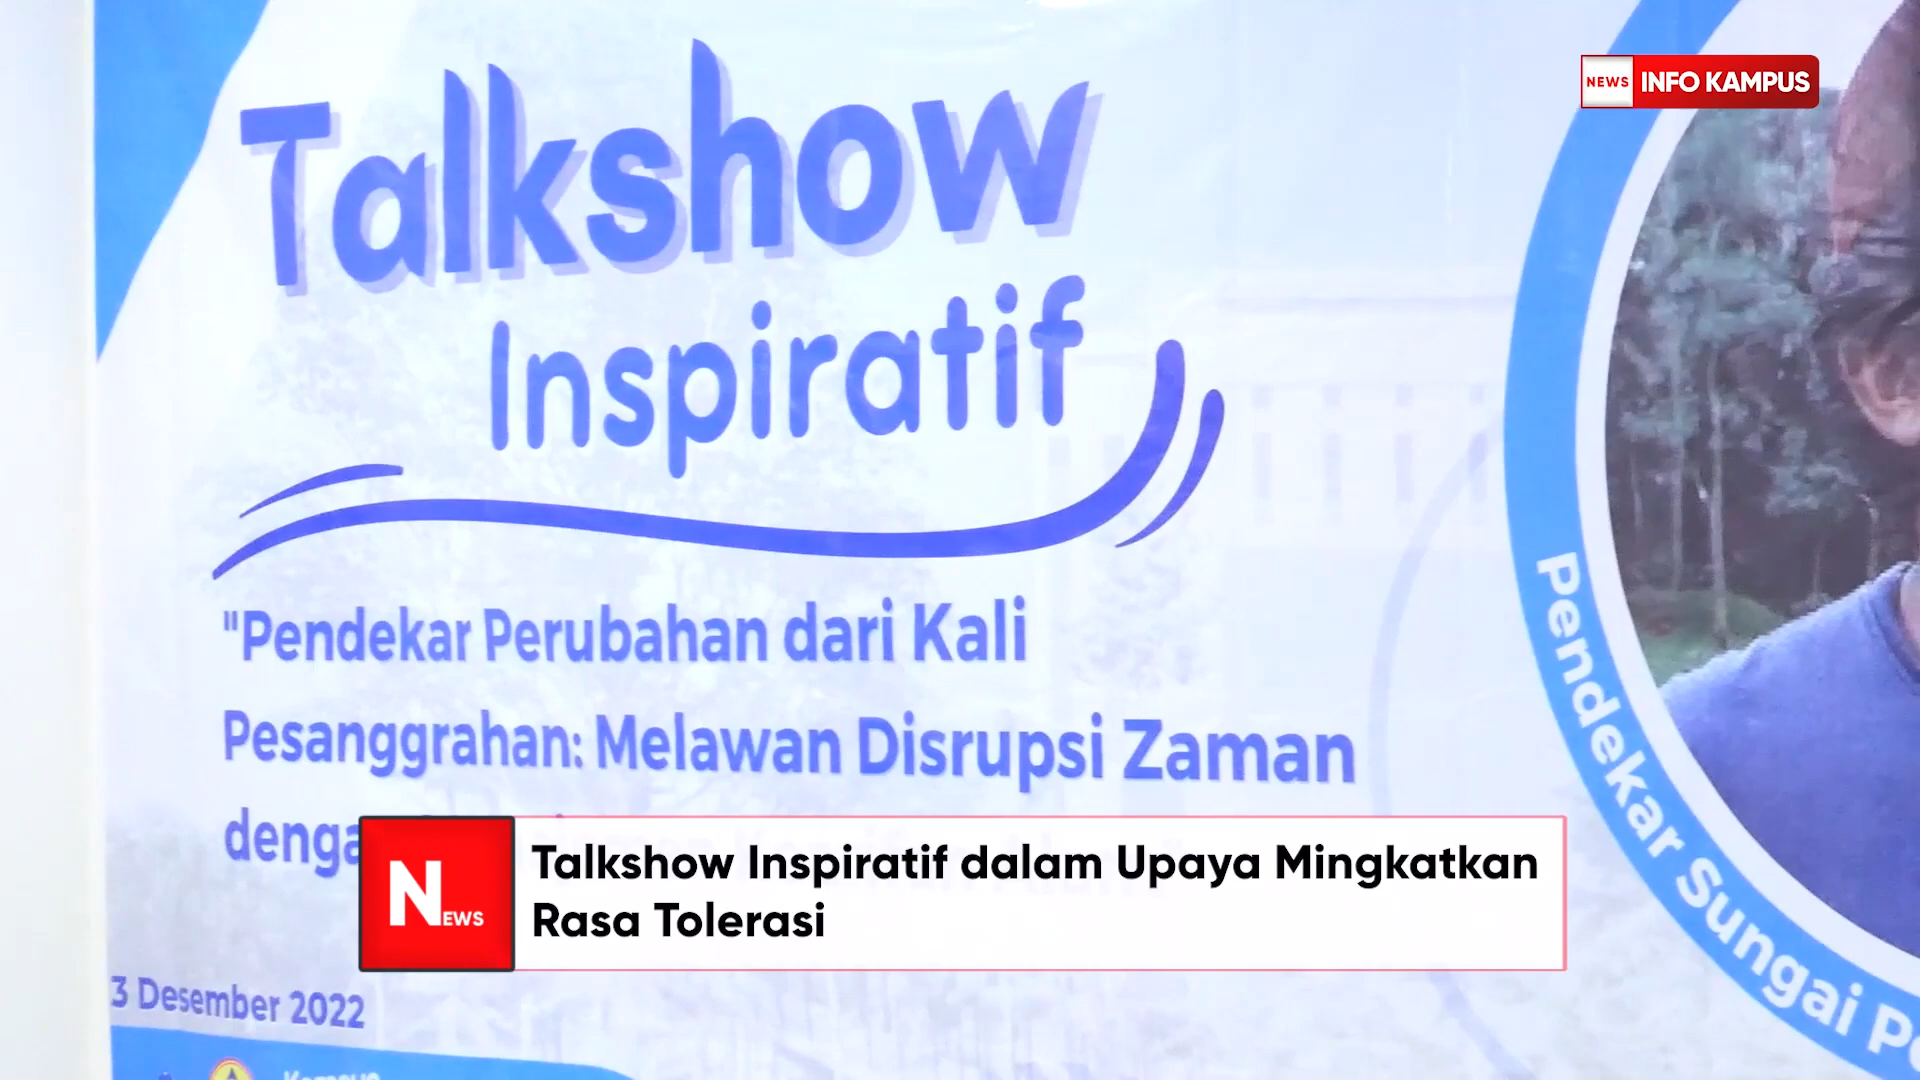 NEWS INFO KAMPUS
Talkshow
Inspiratif
"Pendekar Perubahan dari Kali
Pesanggrahan: Melawan Disrupsi Zaman
Pendekar Sungai
NEWS
Talkshow Inspiratif dalam Upaya Mingkatkan
Rasa Tolerasi
3 Desember 2022